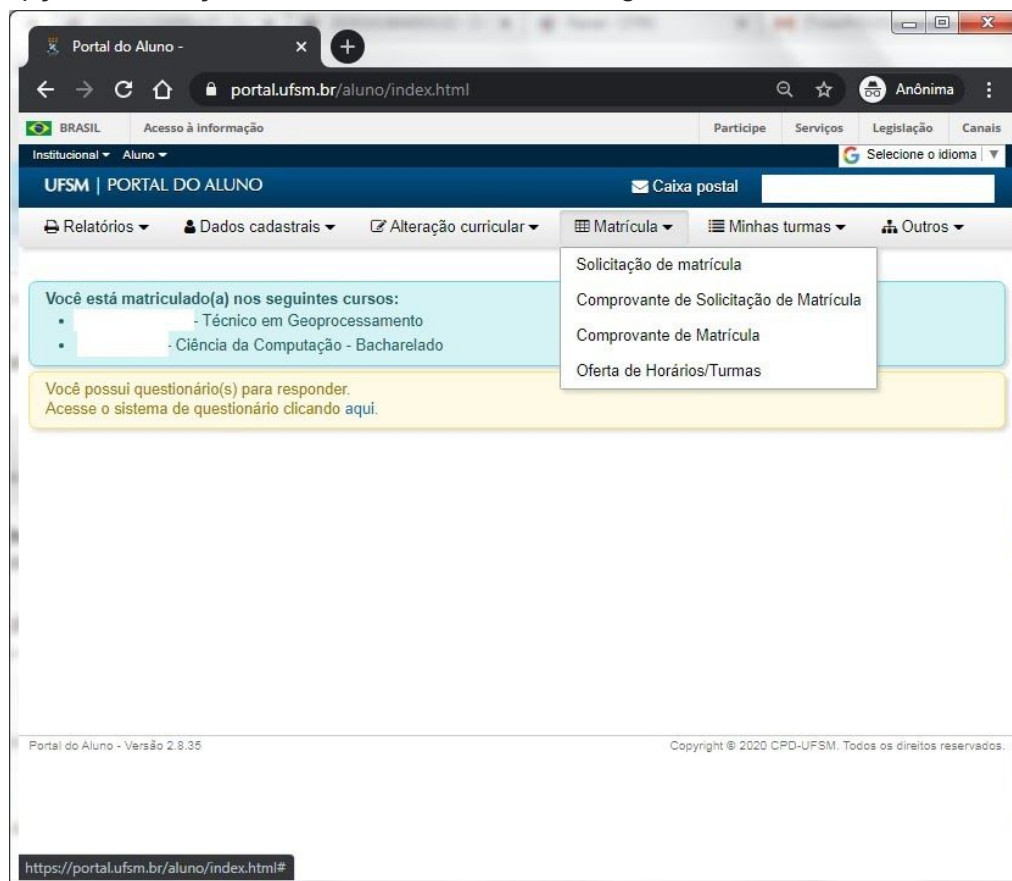 Portal do Aluno -
portal.ufsm.br/aluno/index.html
Anônima
BRASIL Acesso à informação Participe Serviços Legislação Canais
Institucional Aluno Selecione o idioma
UFSM | PORTAL DO ALUNO Caixa postal
Relatórios Dados cadastrais Alteração curricular Matrícula Minhas turmas Outros
Solicitação de matrícula
Comprovante de Solicitação de Matrícula
Comprovante de Matrícula
Oferta de Horários/Turmas
Você está matriculado(a) nos seguintes cursos:
- Técnico em Geoprocessamento
- Ciência da Computação - Bacharelado
Você possui questionário(s) para responder.
Acesse o sistema de questionário clicando aqui.
Portal do Aluno - Versão 2.8.35 Copyright © 2020 CPD-UFSM. Todos os direitos reservados.
https://portal.ufsm.br/aluno/index.html#